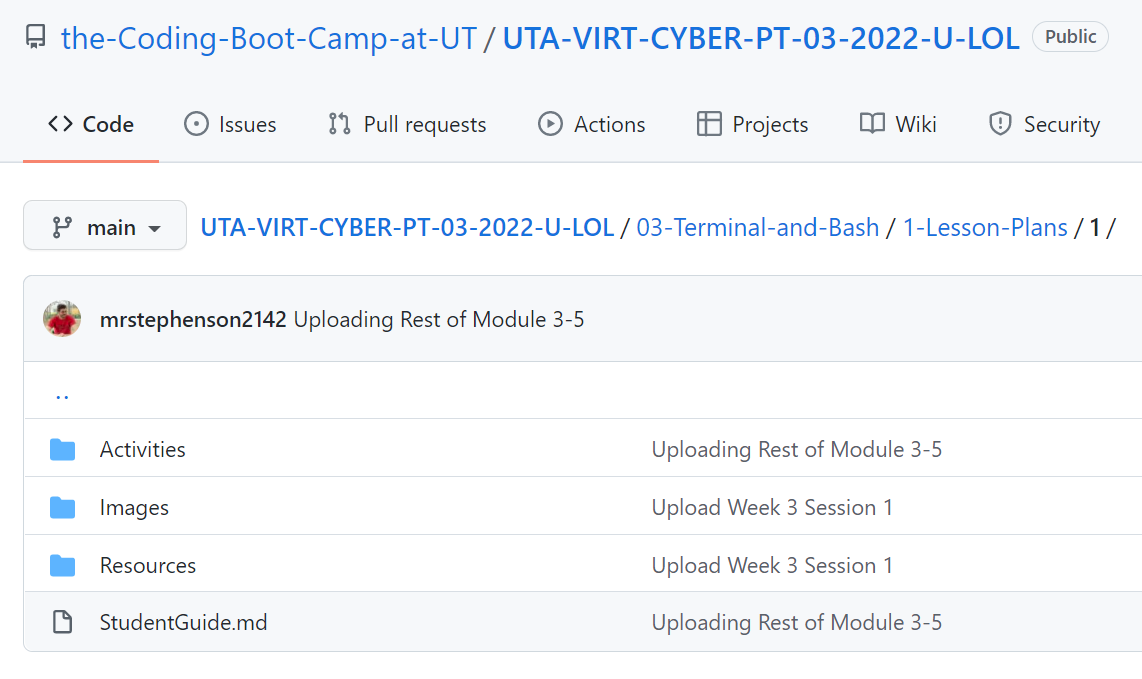 the-Coding-Boot-Camp-at-UT / UTA-VIRT-CYBER-PT-03-2022-U-LOL Public
Code Issues Pull requests Actions Projects Wiki Security
main UTA-VIRT-CYBER-PT-03-2022-U-LOL / 03-Terminal-and-Bash / 1-Lesson-Plans / 1 /
mrstephenson2142 Uploading Rest of Module 3-5
..
Activities Uploading Rest of Module 3-5
Images Upload Week 3 Session 1
Resources Upload Week 3 Session 1
StudentGuide.md Uploading Rest of Module 3-5